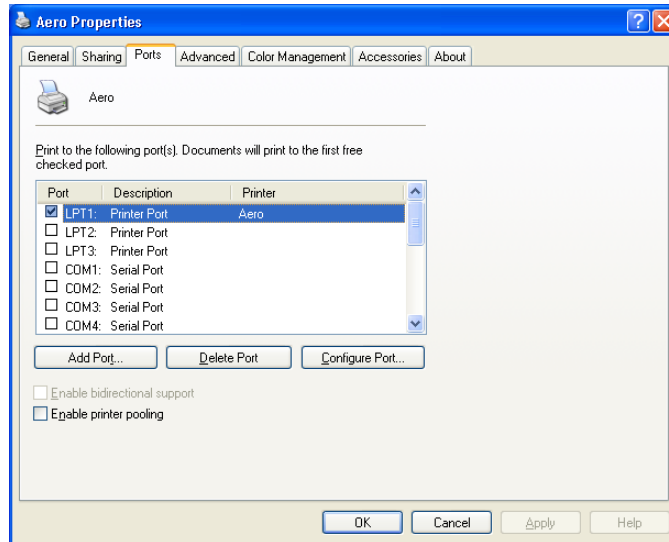 Aero Properties
General Sharing Ports Advanced Color Management Accessories About
Aero
Print to the following port(s). Documents will print to the first free
checked port.
Port Description Printer
LPT1: Printer Port Aero
LPT2: Printer Port
LPT3: Printer Port
COM1: Serial Port
COM2: Serial Port
COM3: Serial Port
COM4: Serial Port
Add Port... Delete Port Configure Port...
Enable bidirectional support
Enable printer pooling
OK Cancel Apply Help